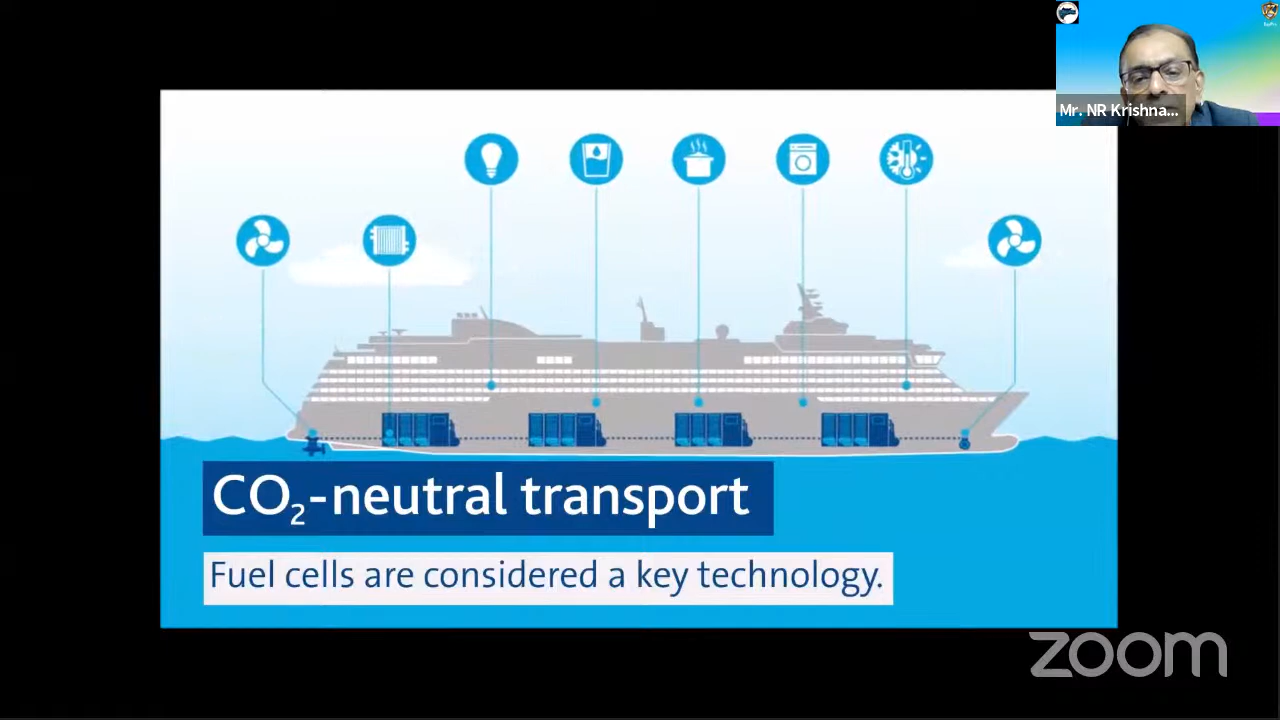 Mr. NR Krishna...
CO₂-neutral transport
Fuel cells are considered a key technology.
zoom